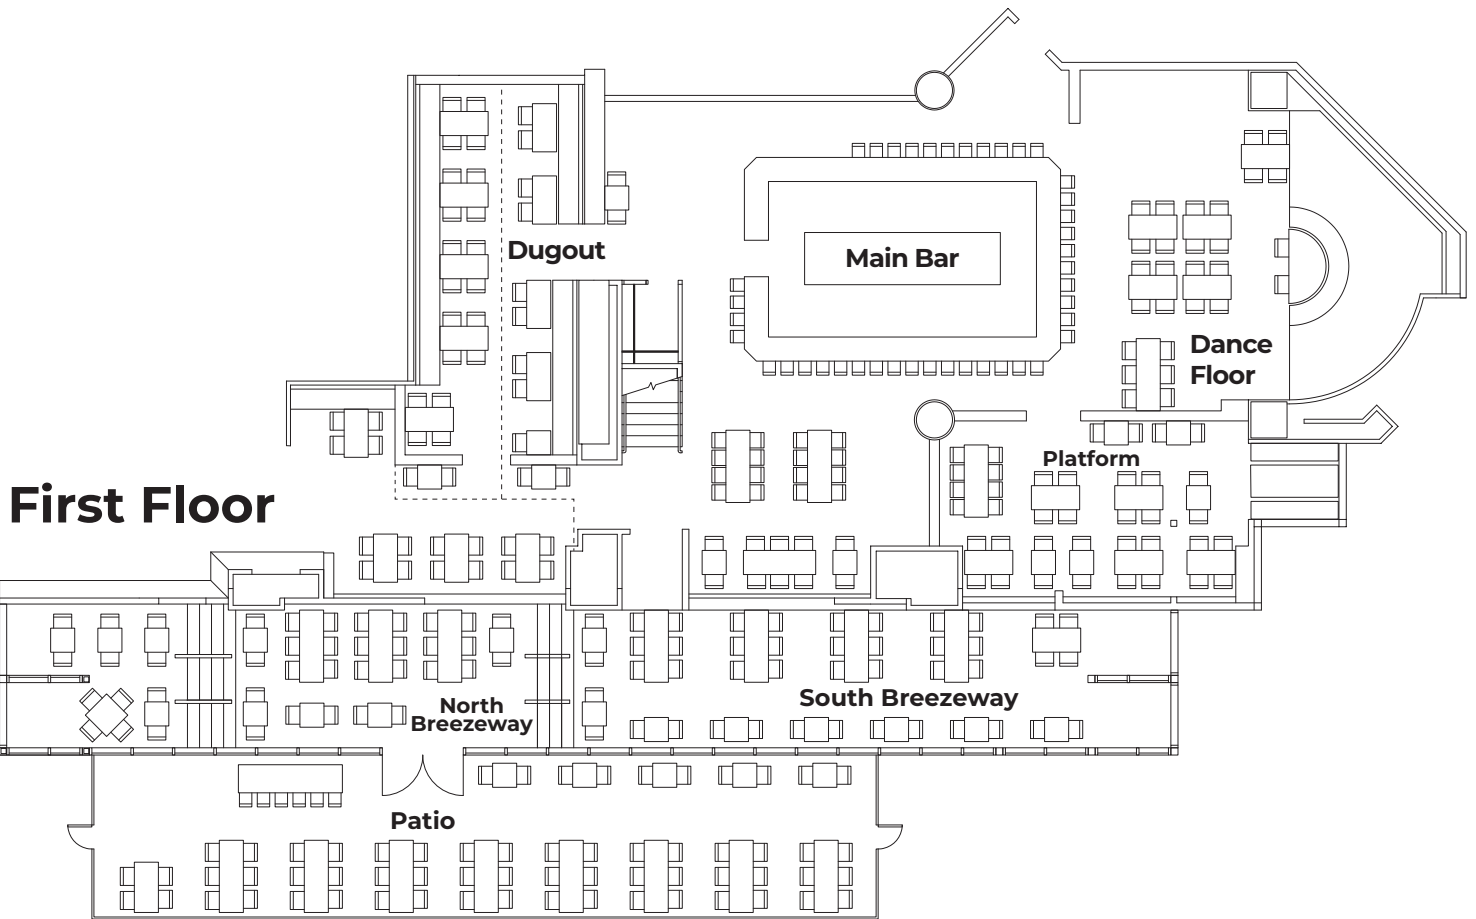 Dugout
Main Bar
Dance
Floor
Platform
First Floor
South Breezeway
North
Breezeway
Patio